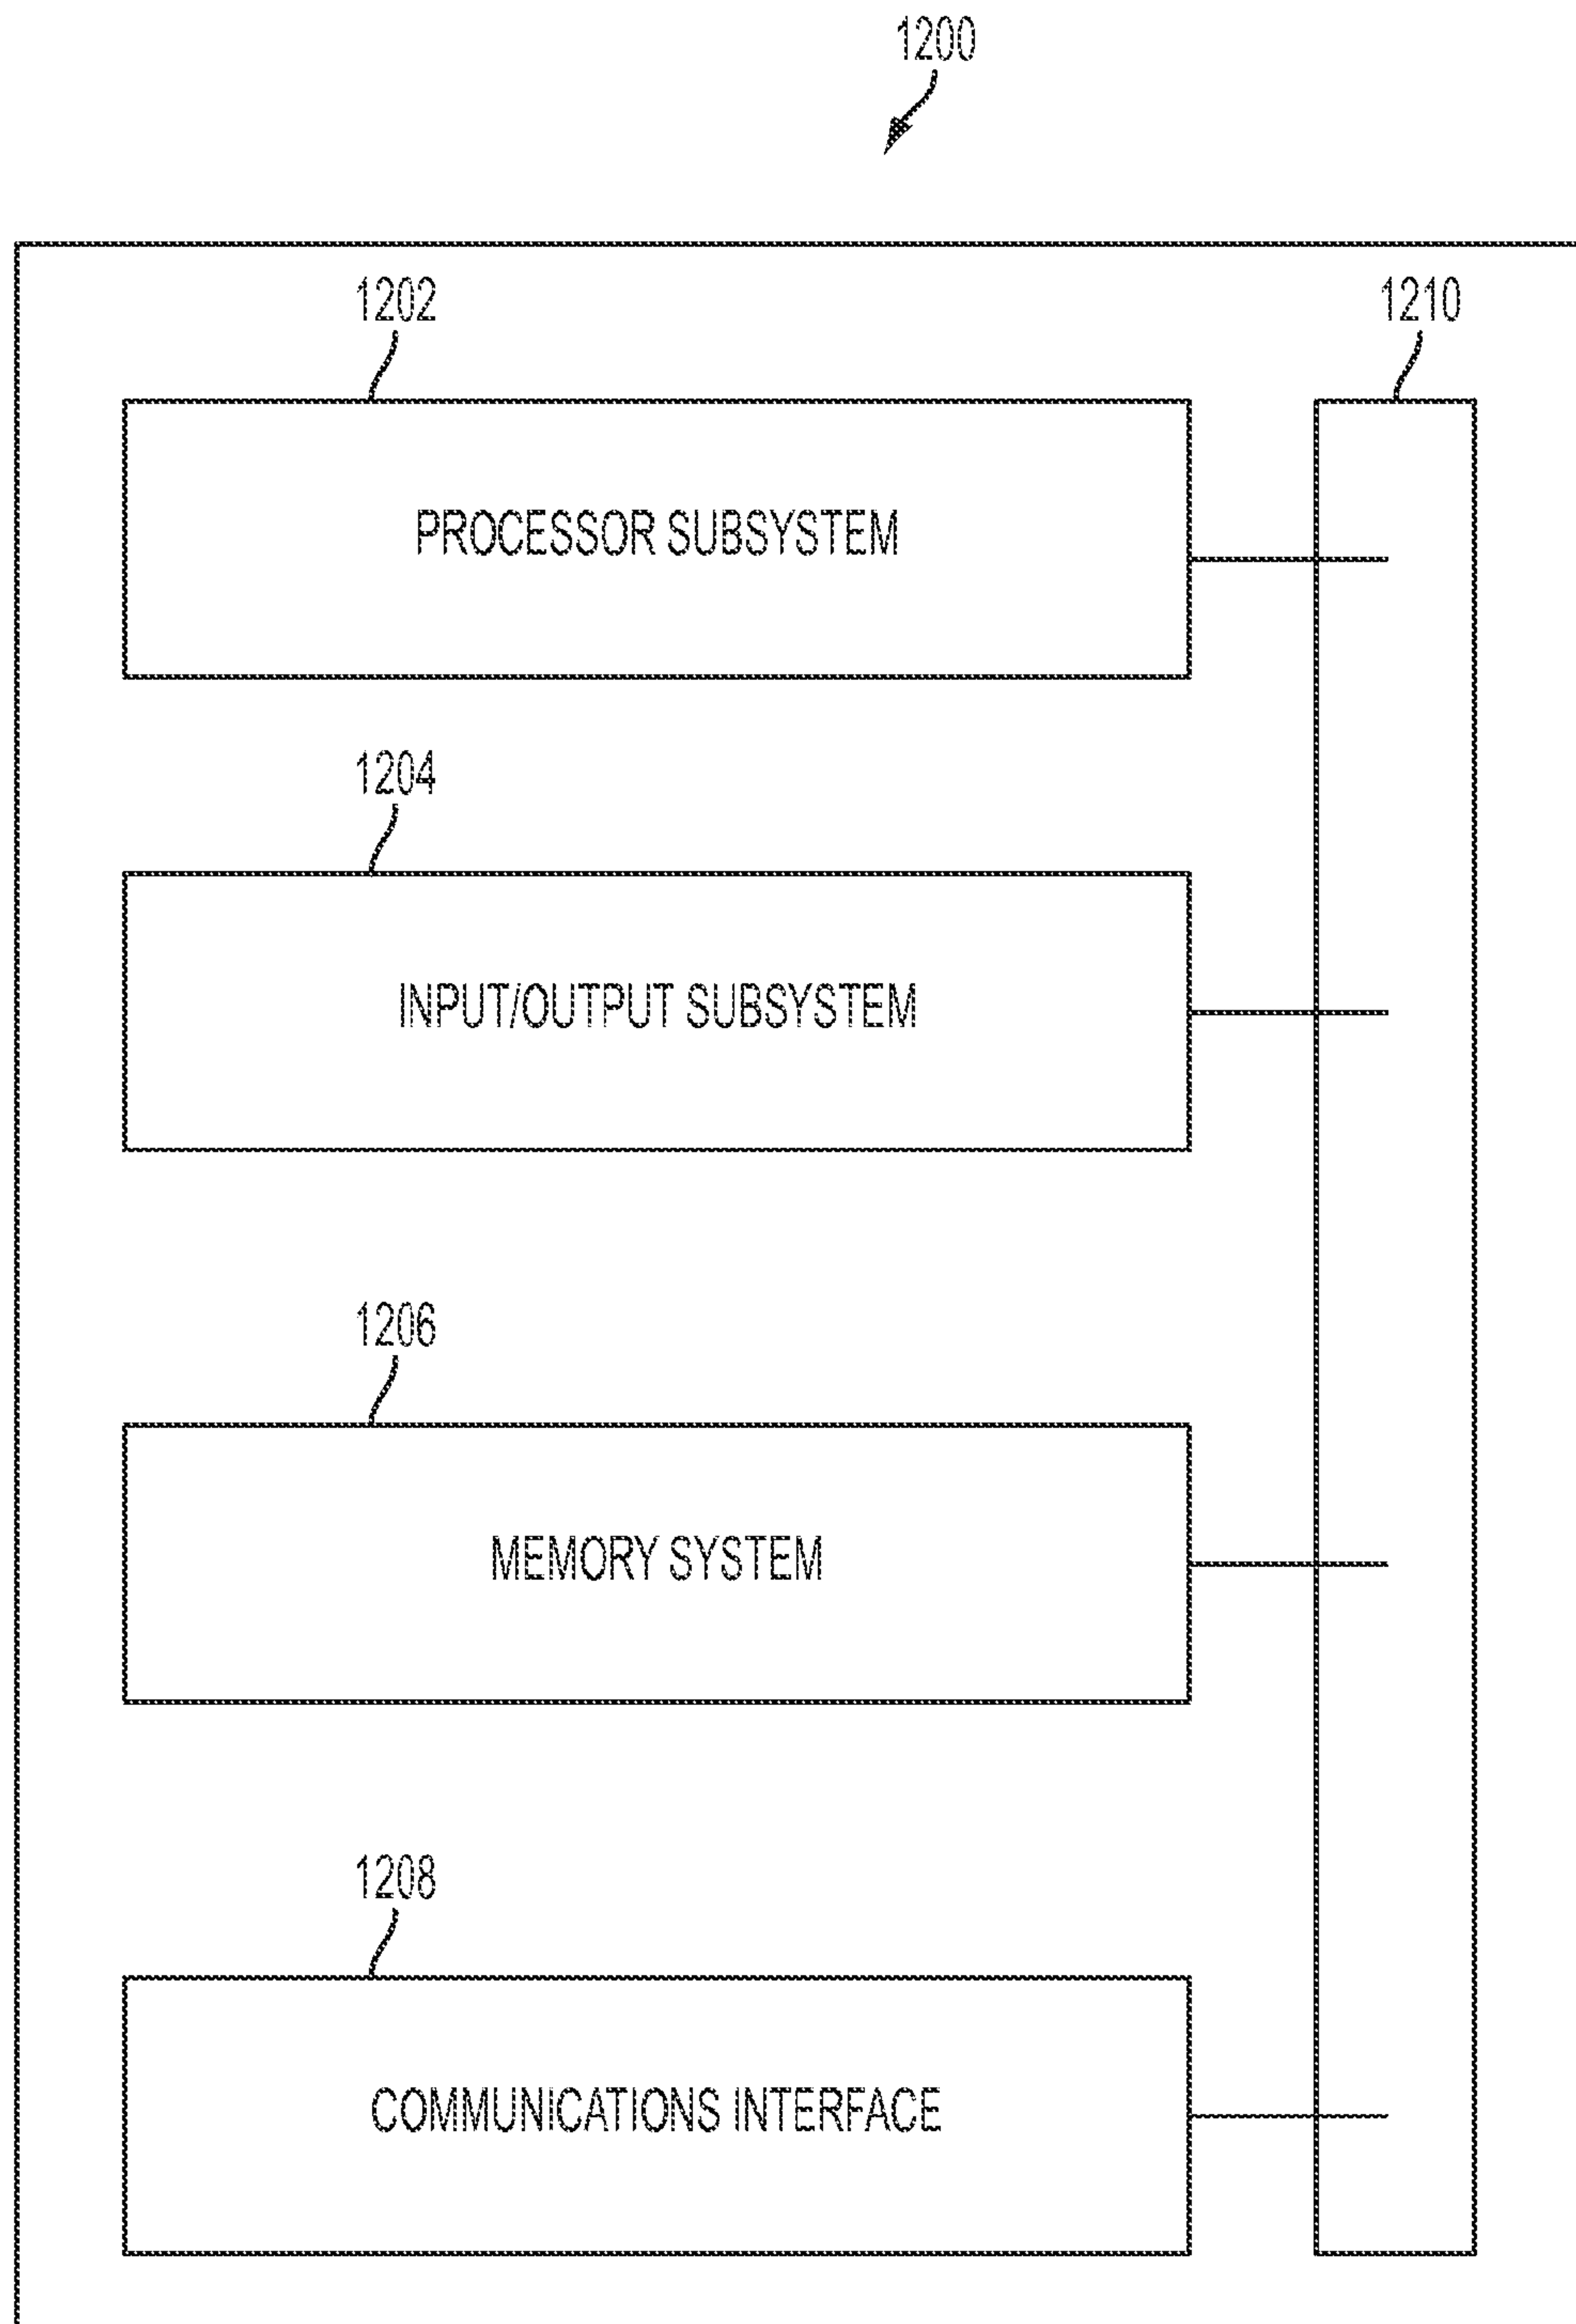 1200
1202
1210
PROCESSOR SUBSYSTEM
1204
INPUT/OUTPUT SUBSYSTEM
1206
MEMORY SYSTEM
1208
COMMUNICATIONS INTERFACE